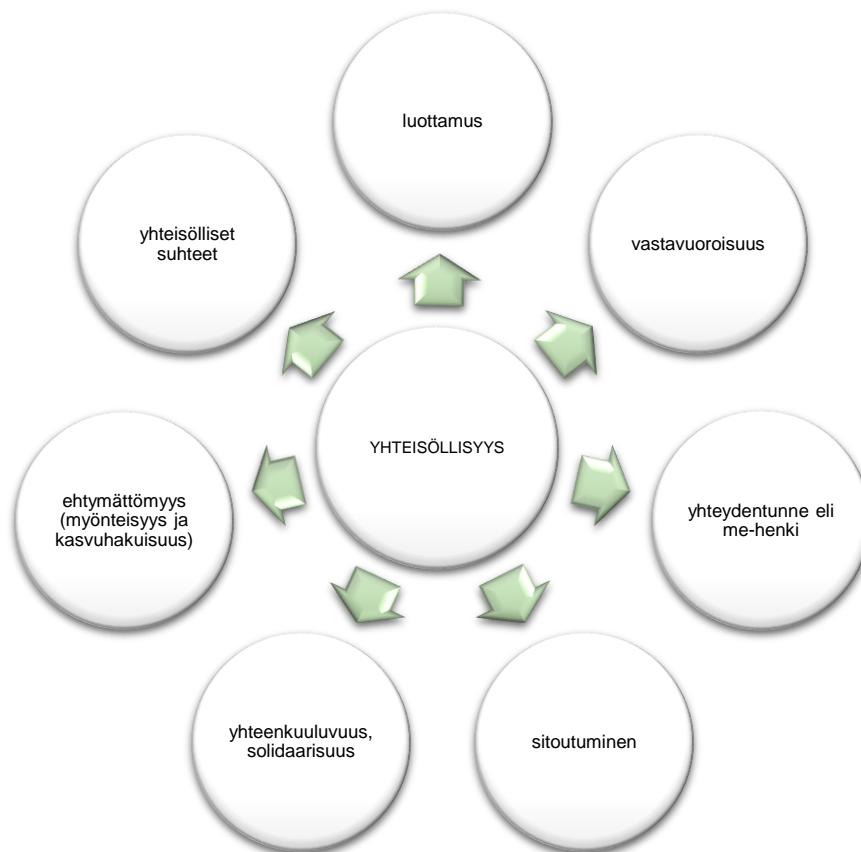 luottamus
yhteisölliset
suhteet
vastavuoroisuus
YHTEISÖLLISYYS
ehtymättömyys
(myönteisyys ja
kasvuhakuisuus)
yhteydentunne eli
me-henki
yhteenkuuluvuus,
solidaarisuus
sitoutuminen